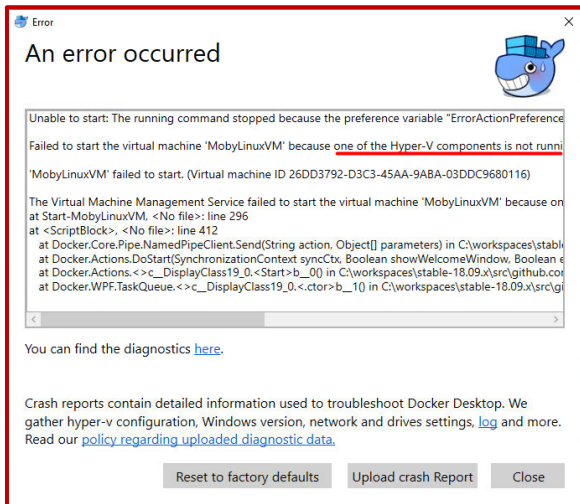 Error
An error occurred
Unable to start: The running command stopped because the preference variable "ErrorActionPreference
Failed to start the virtual machine 'MobyLinuxVM' because one of the Hyper-V components is not runni
'MobyLinuxVM' failed to start. (Virtual machine ID 26DD3792-D3C3-45AA-9ABA-03DDC9680116)
The Virtual Machine Management Service failed to start the virtual machine 'MobyLinuxVM' because on
at Start-MobyLinuxVM, <No file>: line 296
at <ScriptBlock>, <No file>: line 412
at Docker.Core.Pipe.NamedPipeClient.Send(String action, Object[] parameters) in C:\workspaces\stabl
at Docker.Actions.DoStart(SynchronizationContext syncCtx, Boolean showWelcomeWindow, Boolean e
at Docker.Actions.<>c__DisplayClass19_0.<Start>b__0() in C:\workspaces\stable-18.09.x\src\github.con
at Docker.WPF.TaskQueue.<>c__DisplayClass19_0.<.ctor>b__1() in C:\workspaces\stable-18.09.x\src\gi
You can find the diagnostics here.
Crash reports contain detailed information used to troubleshoot Docker Desktop. We
gather hyper-v configuration, Windows version, network and drives settings, log and more.
Read our policy regarding uploaded diagnostic data.
Reset to factory defaults Upload crash Report Close